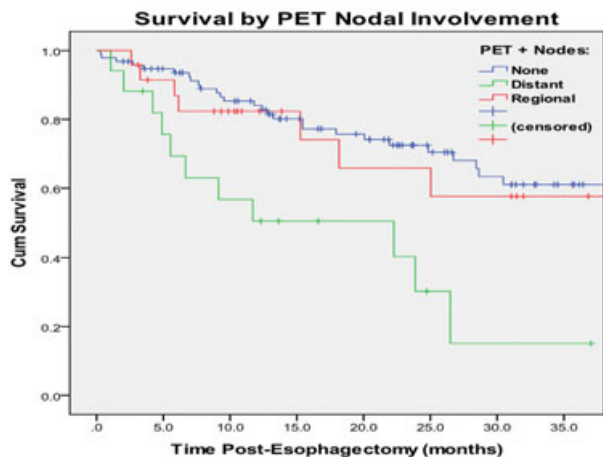 Survival by PET Nodal Involvement
PET + Nodes:
None
Distant
Regional
(censored)
Cum Survival
1.0
0.8
0.6
0.4
0.2
0.0
.0 5.0 10.0 15.0 20.0 25.0 30.0 35.0
Time Post-Esophagectomy (months)